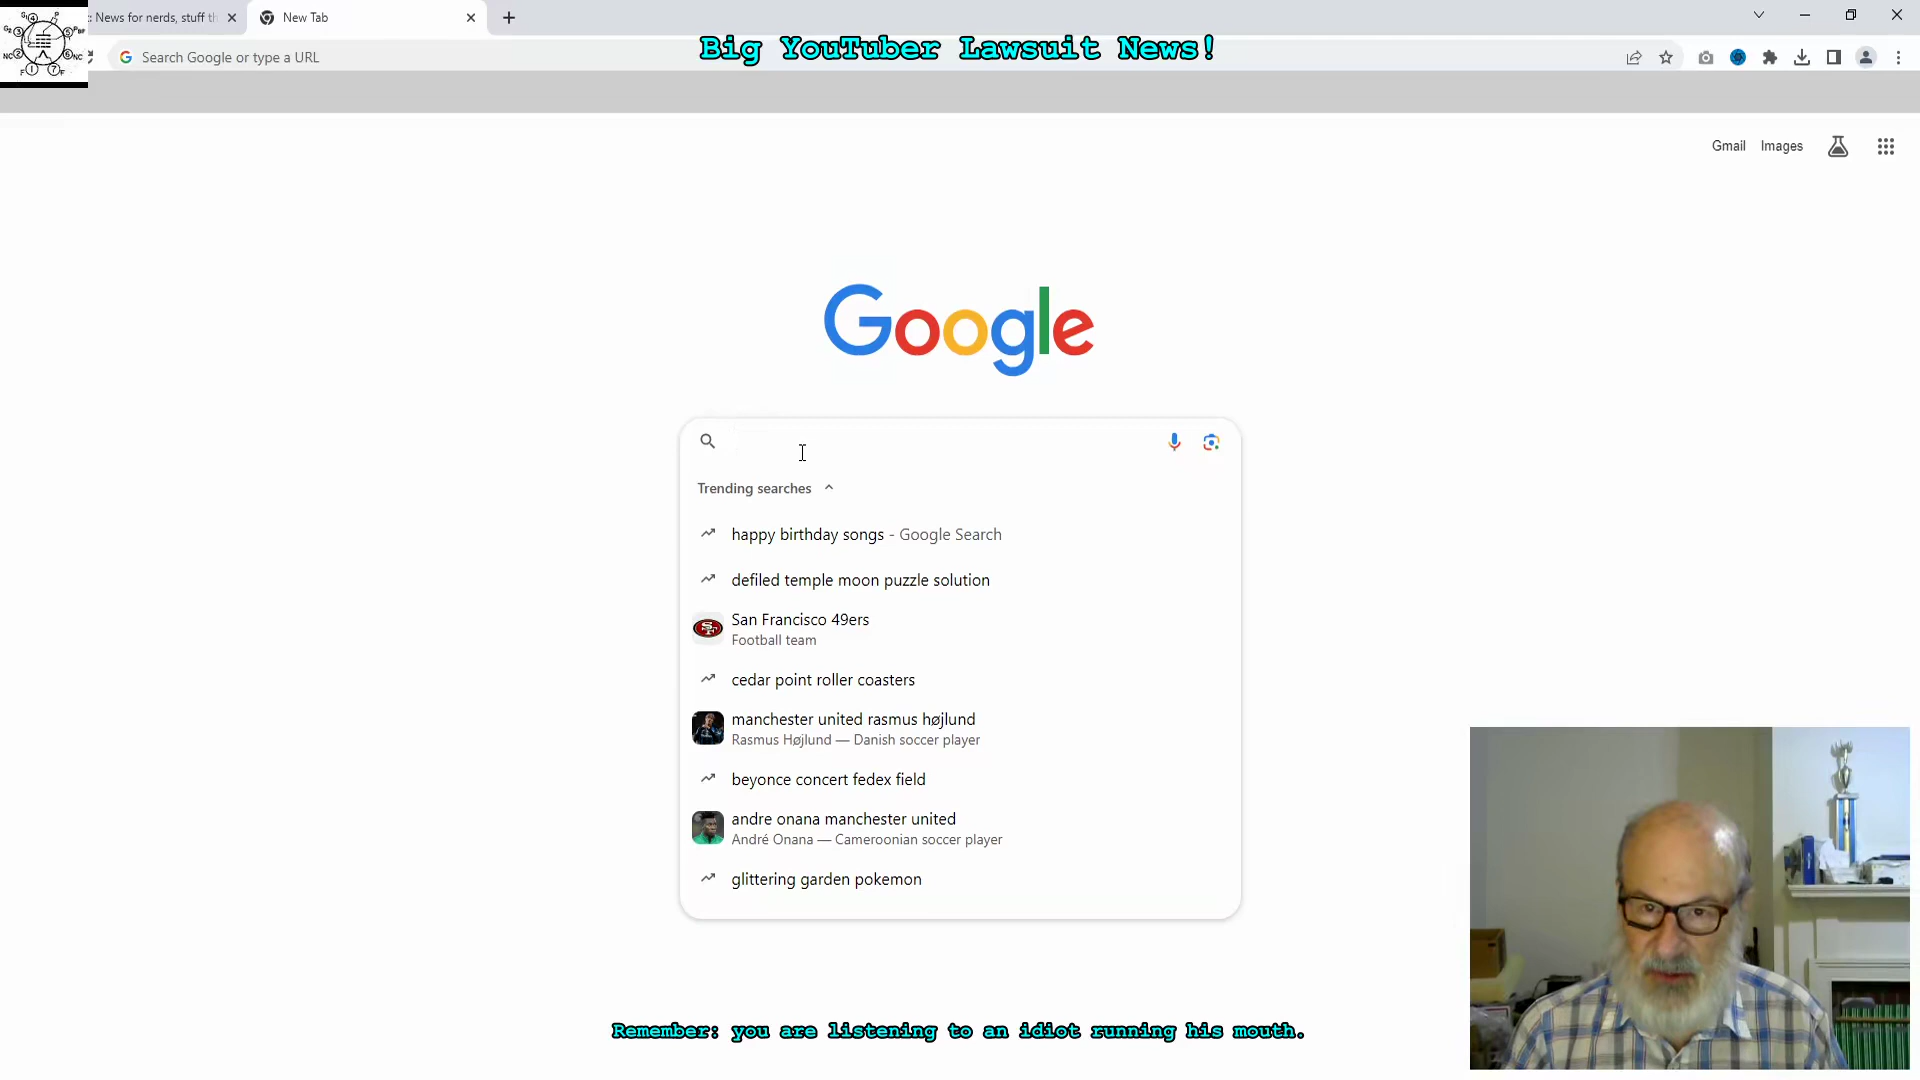 : News for nerds, stuff th
New Tab
Search Google or type a URL
Big YouTuber Lawsuit News!
Gmail
Images
Google
Trending searches
happy birthday songs - Google Search
defiled temple moon puzzle solution
San Francisco 49ers
Football team
cedar point roller coasters
manchester united rasmus højlund
Rasmus Højlund — Danish soccer player
beyonce concert fedex field
andre onana manchester united
André Onana — Cameroonian soccer player
glittering garden pokemon
Remember: you are listening to an idiot running his mouth.